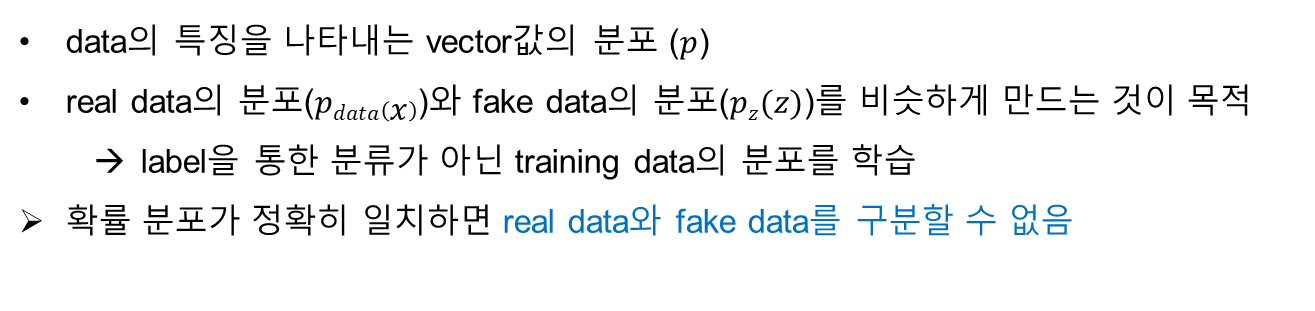 • data의 특징을 나타내는 vector값의 분포 (𝑝)
• real data의 분포(𝑝𝑑𝑎𝑡𝑎(𝑥))와 fake data의 분포(𝑝𝑧(𝑧))를 비슷하게 만드는 것이 목적
→ label을 통한 분류가 아닌 training data의 분포를 학습
➢ 확률 분포가 정확히 일치하면 real data와 fake data를 구분할 수 없음